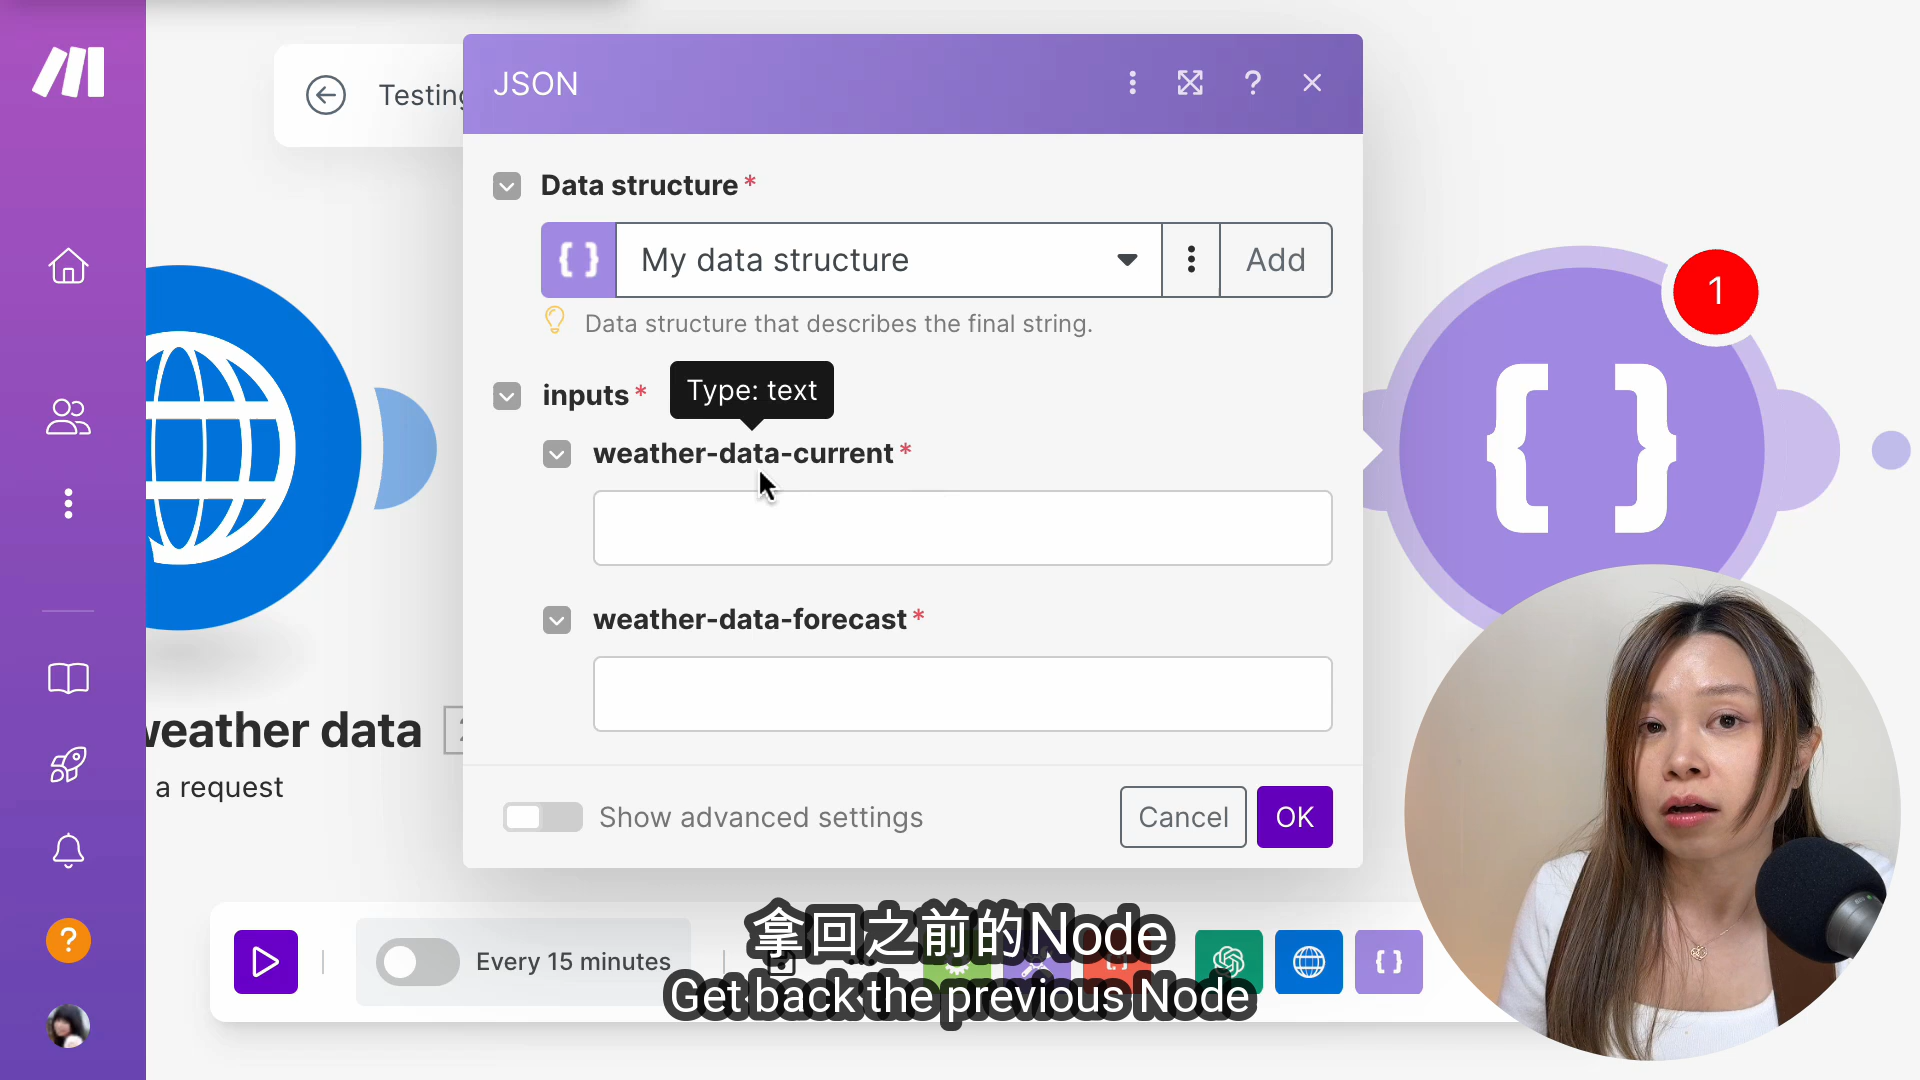 Testing
JSON
?
Data structure *
{ } My data structure
Add
Data structure that describes the final string.
1
inputs *
Type: text
weather-data-current *
weather-data-forecast *
weather data
a request
Show advanced settings
Cancel
OK
?
Every 15 minutes
拿回之前的Node
Get back the previous Node